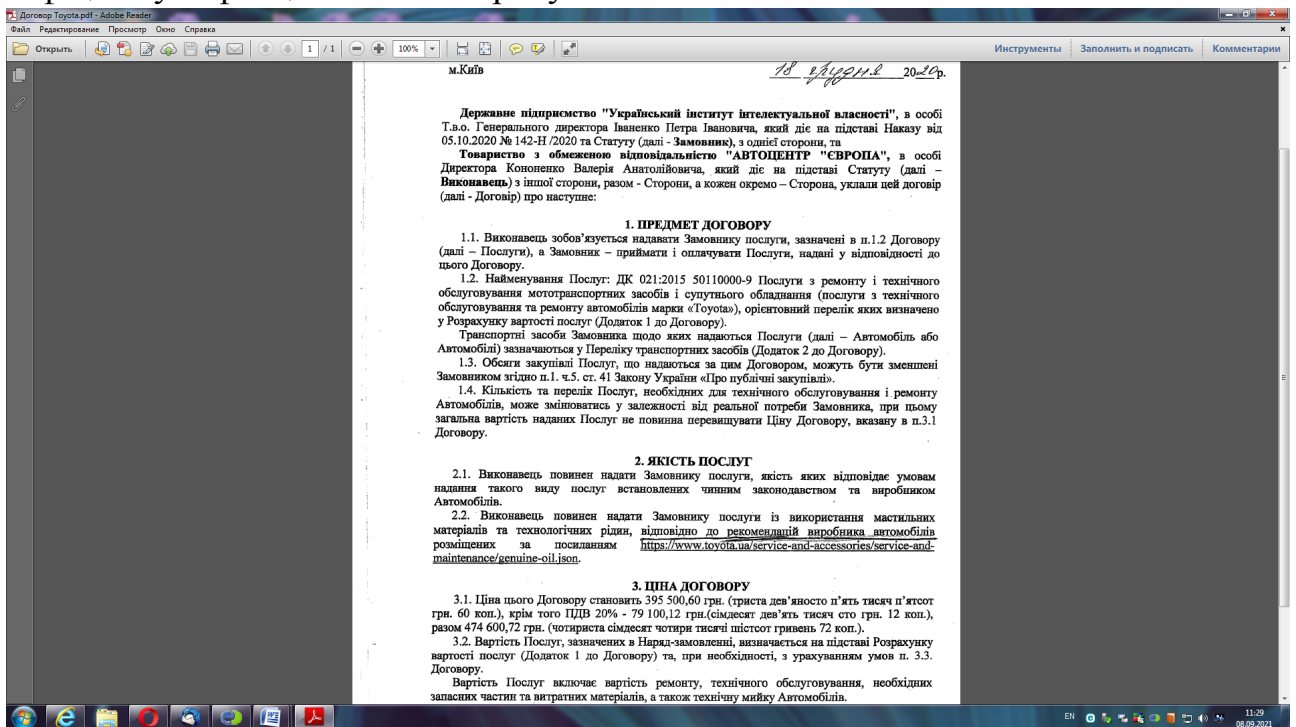 Договор Toyota.pdf - Adobe Reader
Файл Редактирование Просмотр Окно Справка
Открыть 1 / 1 100% Инструменты Заполнить и подписать Комментарии
м.Київ 18 грудня 2020р.
Державне підприємство "Український інститут інтелектуальної власності", в особі
Т.в.о. Генерального директора Іваненко Петра Івановича, який діє на підставі Наказу від
05.10.2020 № 142-Н /2020 та Статуту (далі - Замовник), з однієї сторони, та
Товариство з обмеженою відповідальністю "АВТОЦЕНТР "ЄВРОПА", в особі
Директора Кононенко Валерія Анатолійовича, який діє на підставі Статуту (далі –
Виконавець) з іншої сторони, разом - Сторони, а кожен окремо – Сторона, уклали цей договір
(далі - Договір) про наступне:
1. ПРЕДМЕТ ДОГОВОРУ
1.1. Виконавець зобов’язується надавати Замовнику послуги, зазначені в п.1.2 Договору
(далі – Послуги), а Замовник – приймати і оплачувати Послуги, надані у відповідності до
цього Договору.
1.2. Найменування Послуг: ДК 021:2015 50110000-9 Послуги з ремонту і технічного
обслуговування мототранспортних засобів і супутнього обладнання (послуги з технічного
обслуговування та ремонту автомобілів марки «Toyota»), орієнтовний перелік яких визначено
у Розрахунку вартості послуг (Додаток 1 до Договору).
Транспортні засоби Замовника щодо яких надаються Послуги (далі – Автомобіль або
Автомобілі) зазначаються у Переліку транспортних засобів (Додаток 2 до Договору).
1.3. Обсяги закупівлі Послуг, що надаються за цим Договором, можуть бути зменшені
Замовником згідно п.1. ч.5. ст. 41 Закону України «Про публічні закупівлі».
1.4. Кількість та перелік Послуг, необхідних для технічного обслуговування і ремонту
Автомобілів, може змінюватись у залежності від реальної потреби Замовника, при цьому
загальна вартість наданих Послуг не повинна перевищувати Ціну Договору, вказану в п.3.1
Договору.
2. ЯКІСТЬ ПОСЛУГ
2.1. Виконавець повинен надати Замовнику послуги, якість яких відповідає умовам
надання такого виду послуг встановлених чинним законодавством та виробником
Автомобілів.
2.2. Виконавець повинен надати Замовнику послуги із використання мастильних
матеріалів та технологічних рідин, відповідно до рекомендацій виробника автомобілів
розміщених за посиланням https://www.toyota.ua/service-and-accessories/service-and-
maintenance/genuine-oil.json.
3. ЦІНА ДОГОВОРУ
3.1. Ціна цього Договору становить 395 500,60 грн. (триста дев’яносто п’ять тисяч п’ятсот
грн. 60 коп.), крім того ПДВ 20% - 79 100,12 грн.(сімдесят дев’ять тисяч сто грн. 12 коп.),
разом 474 600,72 грн. (чотириста сімдесят чотири тисячі шістсот гривень 72 коп.).
3.2. Вартість Послуг, зазначених в Наряд-замовленні, визначається на підставі Розрахунку
вартості послуг (Додаток 1 до Договору) та, при необхідності, з урахуванням умов п. 3.3.
Договору.
Вартість Послуг включає вартість ремонту, технічного обслуговування, необхідних
запасних частин та витратних матеріалів, а також технічну мийку Автомобілів.
EN 11:29
08.09.2021